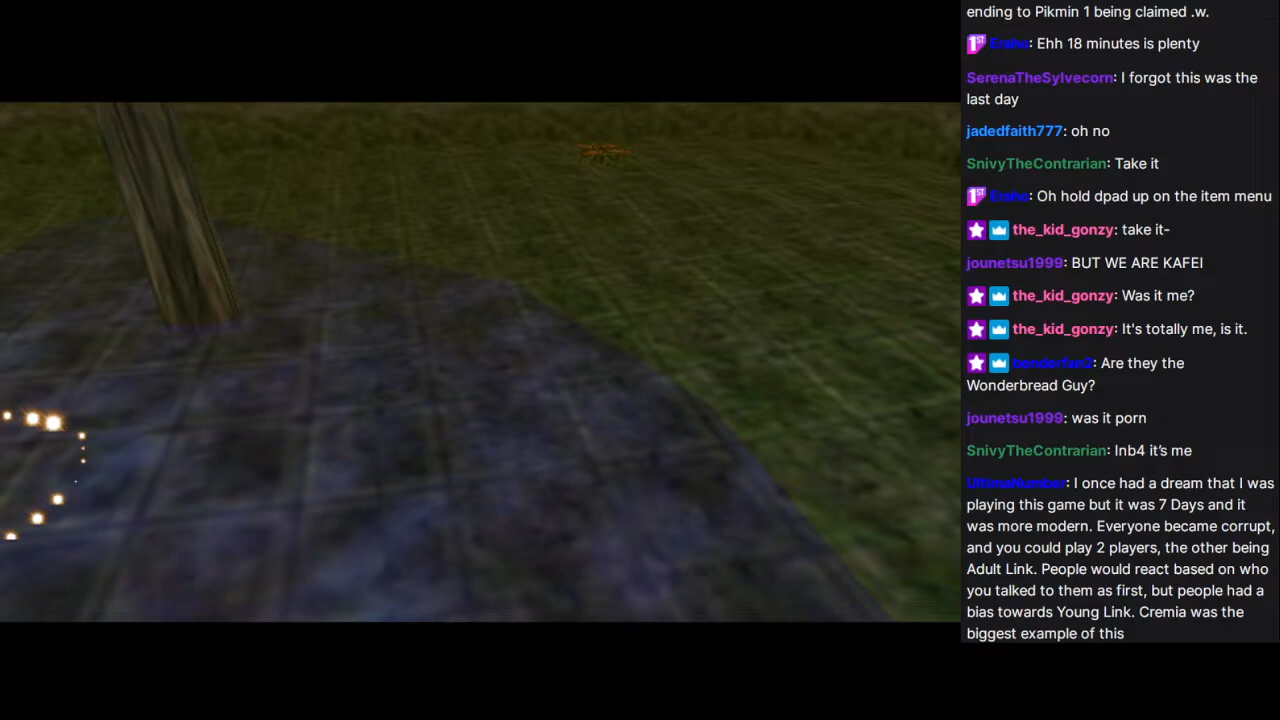 ending to Pikmin 1 being claimed .w.
Eraho: Ehh 18 minutes is plenty
SerenaTheSylvecorn: I forgot this was the
last day
jadedfaith777: oh no
SnivyTheContrarian: Take it
Eraho: Oh hold dpad up on the item menu
the_kid_gonzy: take it-
jounetsu1999: BUT WE ARE KAFEI
the_kid_gonzy: Was it me?
the_kid_gonzy: It's totally me, is it.
benderfan2: Are they the
Wonderbread Guy?
jounetsu1999: was it porn
SnivyTheContrarian: Inb4 it's me
UltimaNumber: I once had a dream that I was
playing this game but it was 7 Days and it
was more modern. Everyone became corrupt,
and you could play 2 players, the other being
Adult Link. People would react based on who
you talked to them as first, but people had a
bias towards Young Link. Cremia was the
biggest example of this